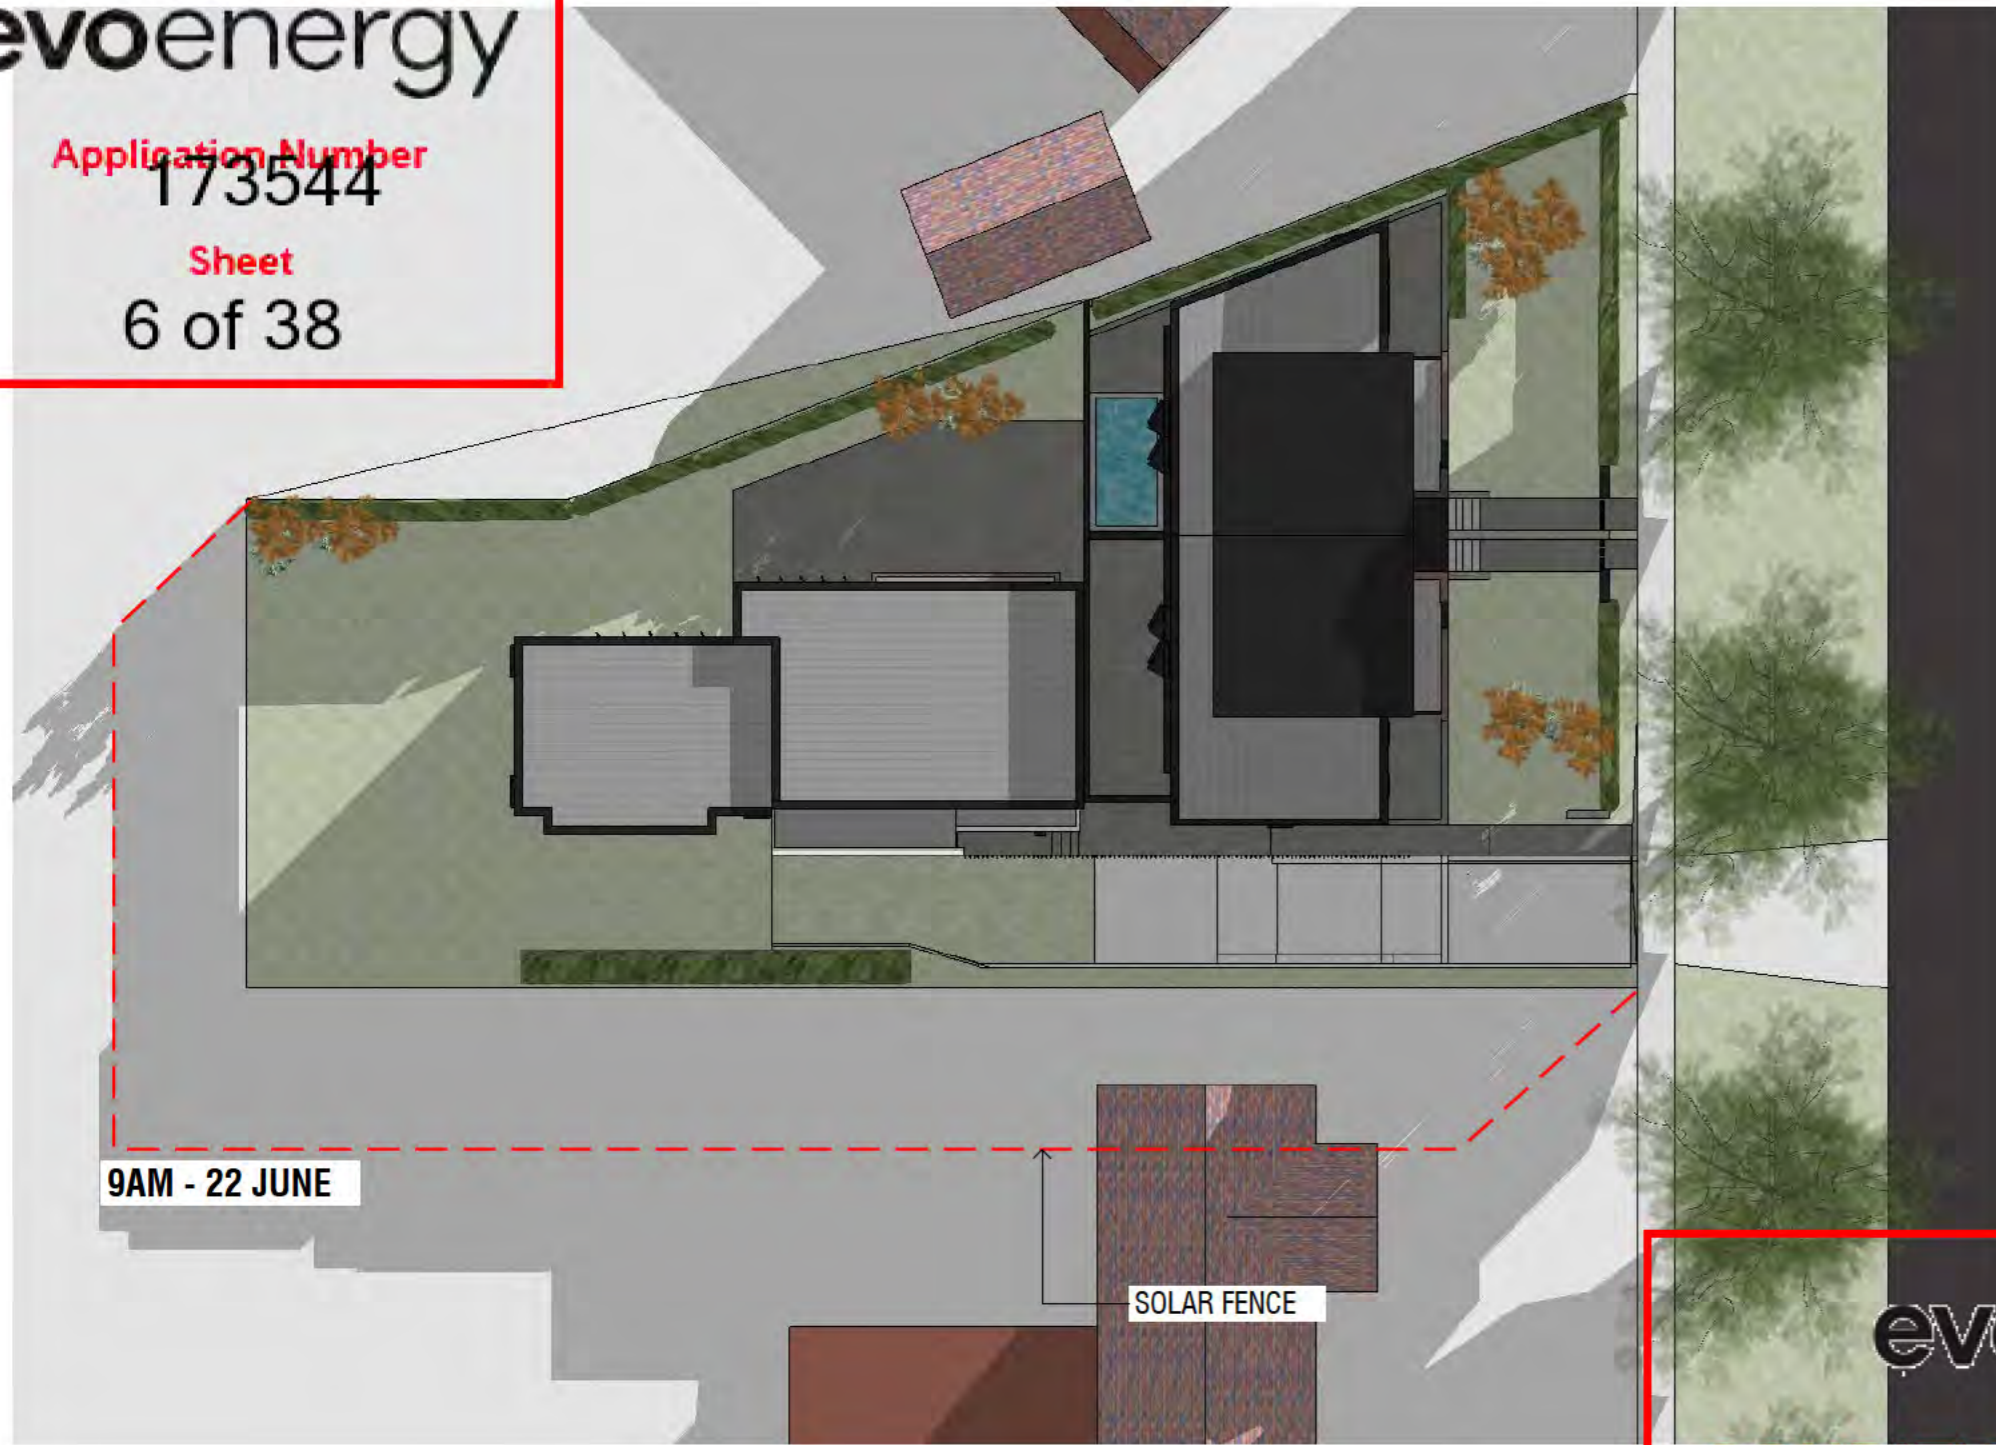 evoenergy
Application Number
173544
Sheet
6 of 38
9AM - 22 JUNE
SOLAR FENCE